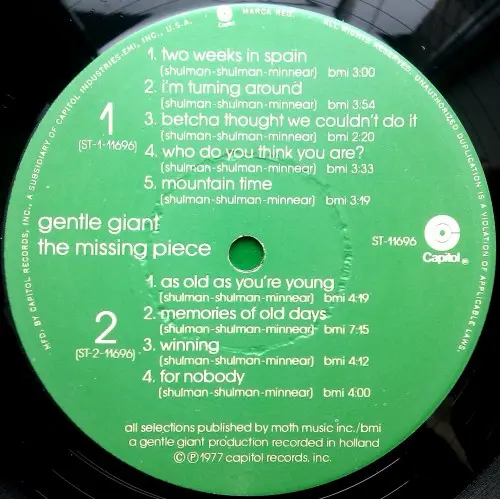 MFD. BY CAPITOL RECORDS, INC., A SUBSIDIARY OF CAPITOL INDUSTRIES-EMI, INC., U.S.A.
Capitol
MARCA REG.
ALL RIGHTS RESERVED. UNAUTHORIZED DUPLICATION IS A VIOLATION OF APPLICABLE LAWS.
1
(ST-1-11696)
1. two weeks in spain
(shulman-shulman-minnear) bmi 3:00
2. i'm turning around
(shulman-shulman-minnear) bmi 3:54
3. betcha thought we couldn't do it
(shulman-shulman-minnear) bmi 2:20
4. who do you think you are?
(shulman-shulman-minnear) bmi 3:33
5. mountain time
(shulman-shulman-minnear) bmi 3:19
gentle giant
the missing piece
ST-11696
Capitol®
2
(ST-2-11696)
1. as old as you're young
(shulman-shulman-minnear) bmi 4:19
2. memories of old days
(shulman-shulman-minnear) bmi 7:15
3. winning
(shulman-shulman-minnear) bmi 4:12
4. for nobody
(shulman-shulman-minnear) bmi 4:00
all selections published by moth music inc./bmi
a gentle giant production recorded in holland
© ℗ 1977 capitol records, inc.